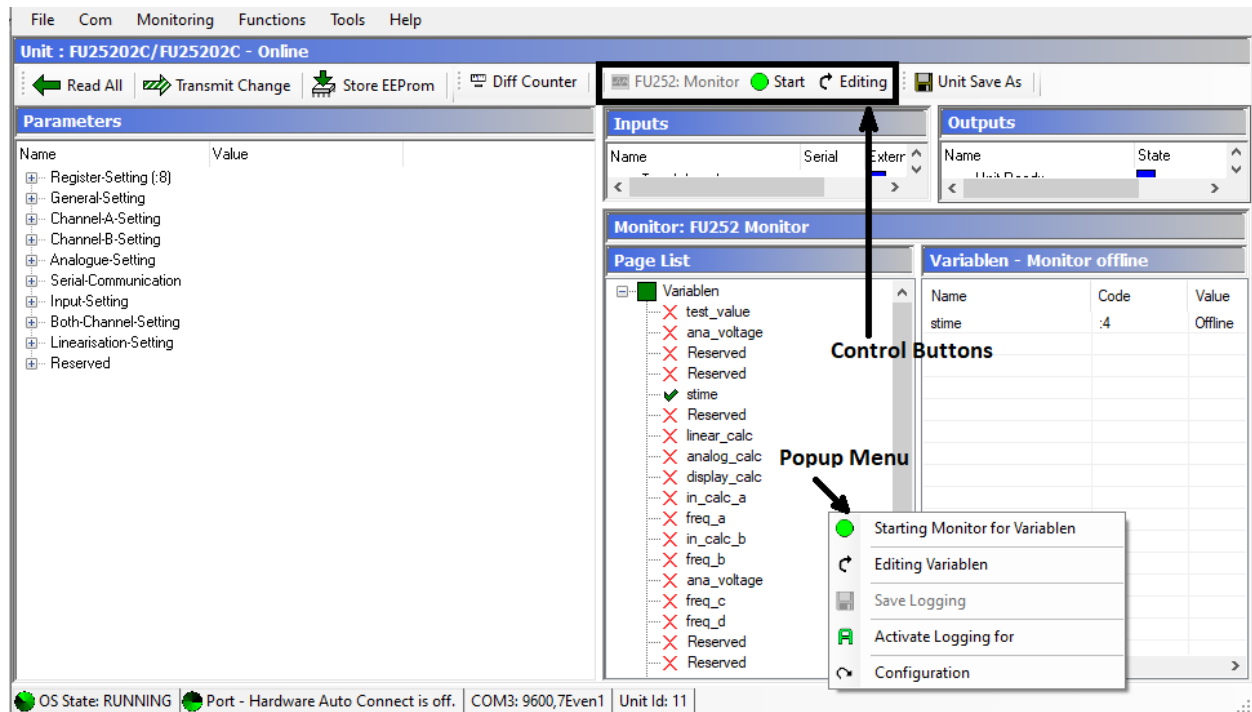 File Com Monitoring Functions Tools Help
Unit : FU25202C/FU25202C - Online
Read All Transmit Change Store EEProm Diff Counter FU252: Monitor Start Editing Unit Save As
Parameters
Name Value
Register-Setting (:8)
General-Setting
Channel-A-Setting
Channel-B-Setting
Analogue-Setting
Serial-Communication
Input-Setting
Both-Channel-Setting
Linearisation-Setting
Reserved
Inputs
Name Serial Extern
Outputs
Name State
Unit Ready
Monitor: FU252 Monitor
Page List
Variablen
test_value
ana_voltage
Reserved
Reserved
stime
Reserved
linear_calc
analog_calc
display_calc
in_calc_a
freq_a
in_calc_b
freq_b
ana_voltage
freq_c
freq_d
Reserved
Reserved
Variablen - Monitor offline
Name Code Value
stime :4 Offline
Control Buttons
Popup Menu
Starting Monitor for Variablen
Editing Variablen
Save Logging
Activate Logging for
Configuration
OS State: RUNNING Port - Hardware Auto Connect is off. COM3: 9600,7Even1 Unit Id: 11